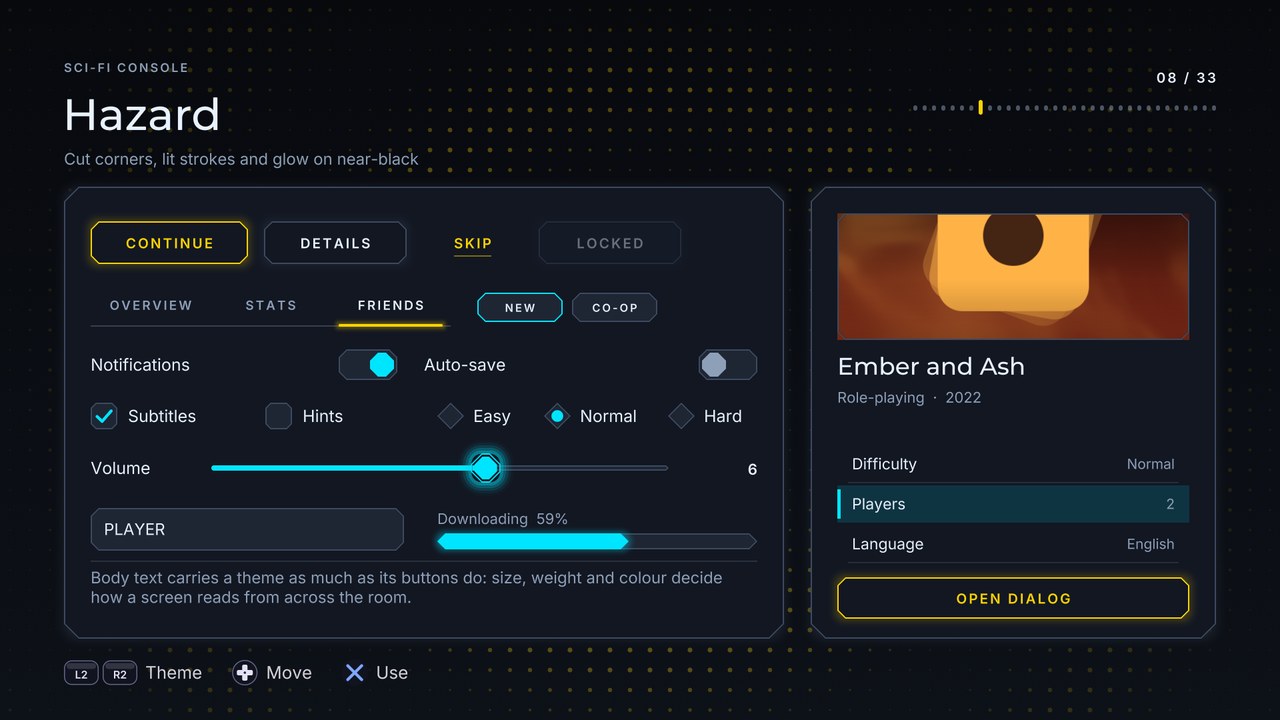 SCI-FI CONSOLE
08 / 33
Hazard
Cut corners, lit strokes and glow on near-black
CONTINUE
DETAILS
SKIP
LOCKED
OVERVIEW
STATS
FRIENDS
NEW
CO-OP
Notifications
Auto-save
Subtitles
Hints
Easy
Normal
Hard
Volume
6
PLAYER
Downloading 59%
Body text carries a theme as much as its buttons do: size, weight and colour decide
how a screen reads from across the room.
Ember and Ash
Role-playing · 2022
Difficulty Normal
Players 2
Language English
OPEN DIALOG
L2 R2 Theme
Move
Use